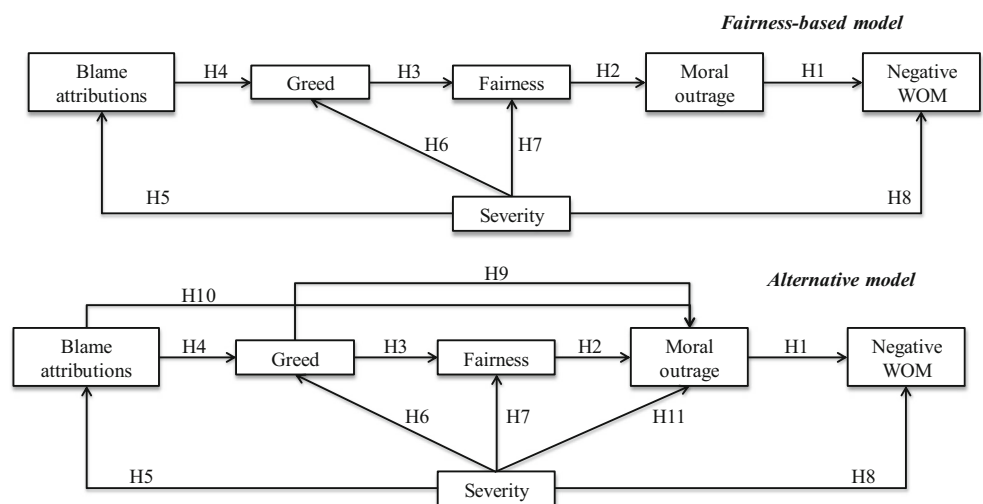 Fairness-based model
Blame
attributions
H4
Greed
H3
Fairness
H2
Moral
outrage
H1
Negative
WOM
H6
H7
H5
Severity
H8
Alternative model
H9
H10
Blame
attributions
H4
Greed
H3
Fairness
H2
Moral
outrage
H1
Negative
WOM
H6
H7
H11
H5
Severity
H8